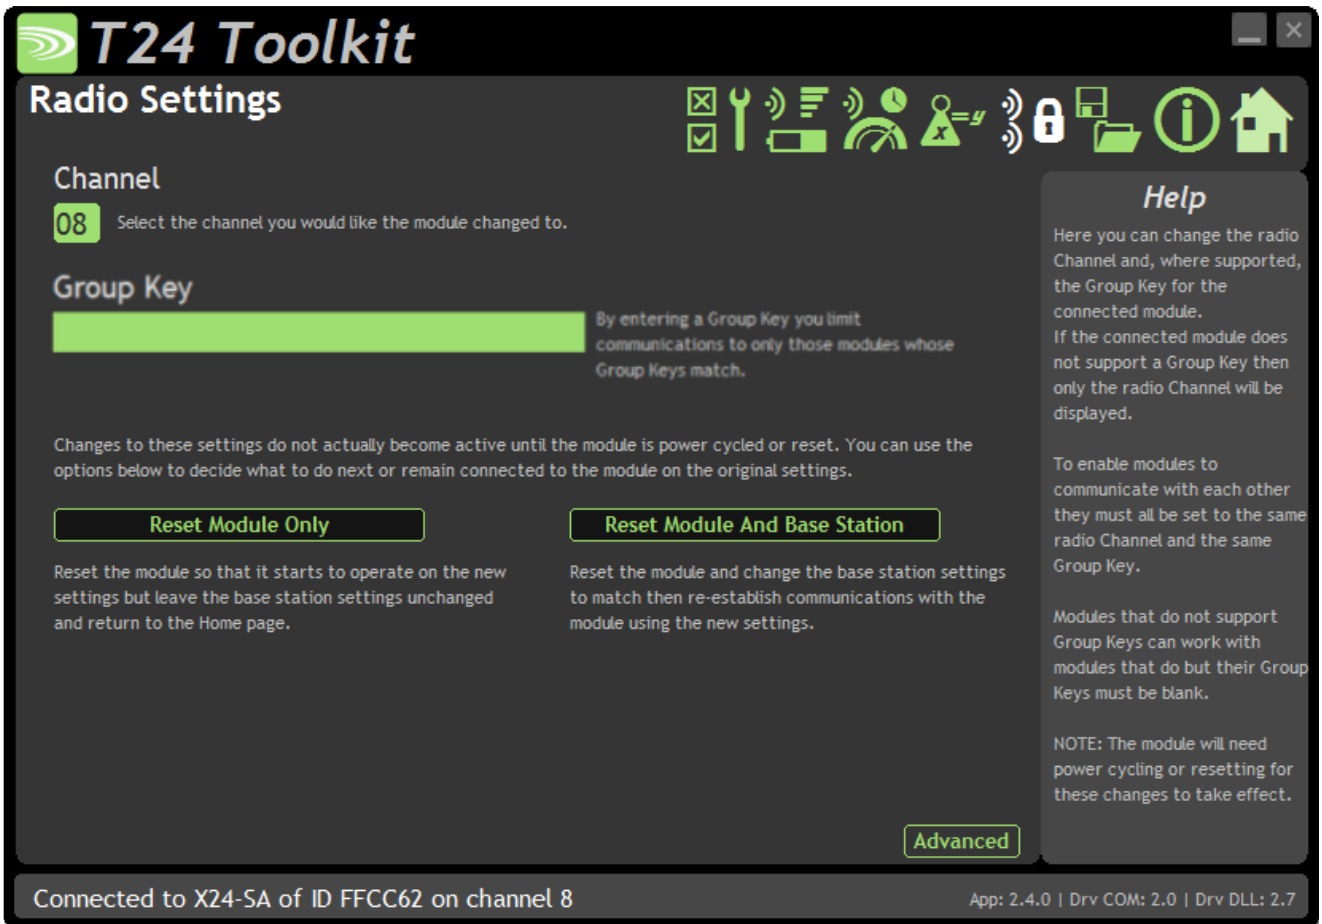 T24 Toolkit
Radio Settings
x=y
Channel
08 Select the channel you would like the module changed to.
Group Key
By entering a Group Key you limit
communications to only those modules whose
Group Keys match.
Changes to these settings do not actually become active until the module is power cycled or reset. You can use the
options below to decide what to do next or remain connected to the module on the original settings.
Reset Module Only
Reset the module so that it starts to operate on the new
settings but leave the base station settings unchanged
and return to the Home page.
Reset Module And Base Station
Reset the module and change the base station settings
to match then re-establish communications with the
module using the new settings.
Advanced
Help
Here you can change the radio
Channel and, where supported,
the Group Key for the
connected module.
If the connected module does
not support a Group Key then
only the radio Channel will be
displayed.
To enable modules to
communicate with each other
they must all be set to the same
radio Channel and the same
Group Key.
Modules that do not support
Group Keys can work with
modules that do but their Group
Keys must be blank.
NOTE: The module will need
power cycling or resetting for
these changes to take effect.
Connected to X24-SA of ID FFCC62 on channel 8
App: 2.4.0 | Drv COM: 2.0 | Drv DLL: 2.7